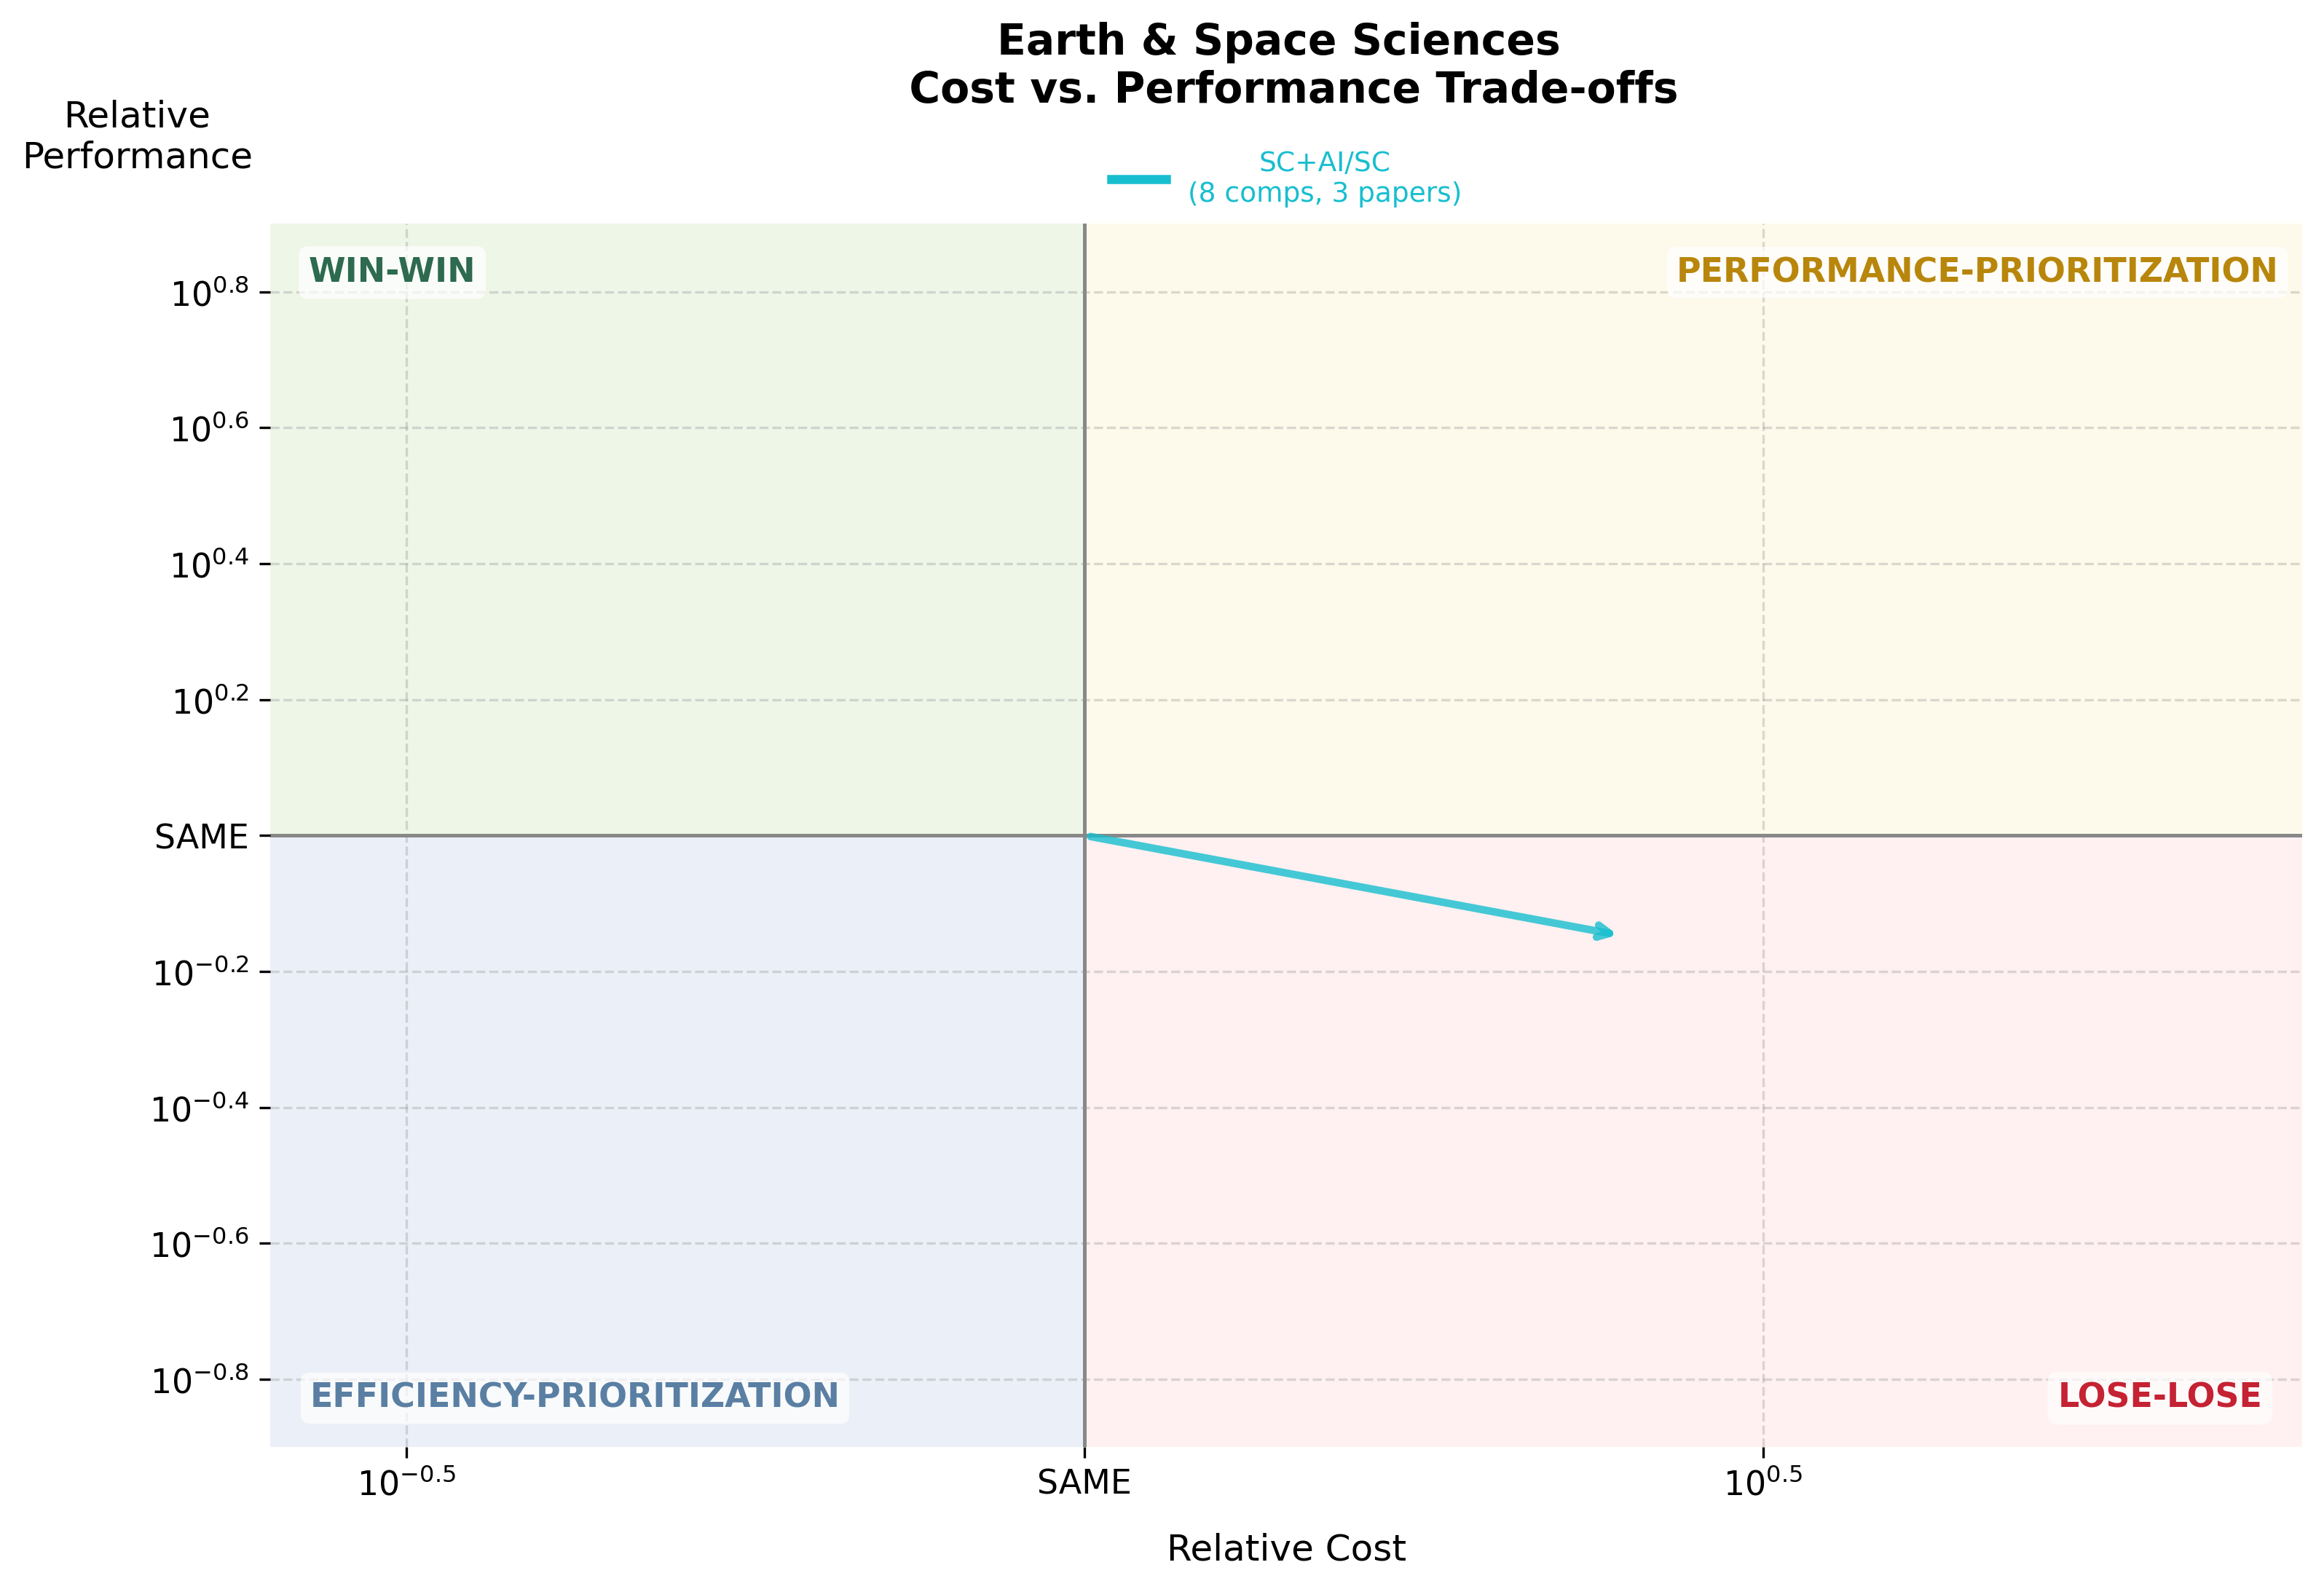 Earth & Space Sciences
Cost vs. Performance Trade-offs
Relative
Performance
SC+AI/SC
(8 comps, 3 papers)
WIN-WIN
PERFORMANCE-PRIORITIZATION
10^0.8
10^0.6
10^0.4
10^0.2
SAME
10^−0.2
10^−0.4
10^−0.6
10^−0.8
EFFICIENCY-PRIORITIZATION
LOSE-LOSE
10^−0.5
SAME
10^0.5
Relative Cost